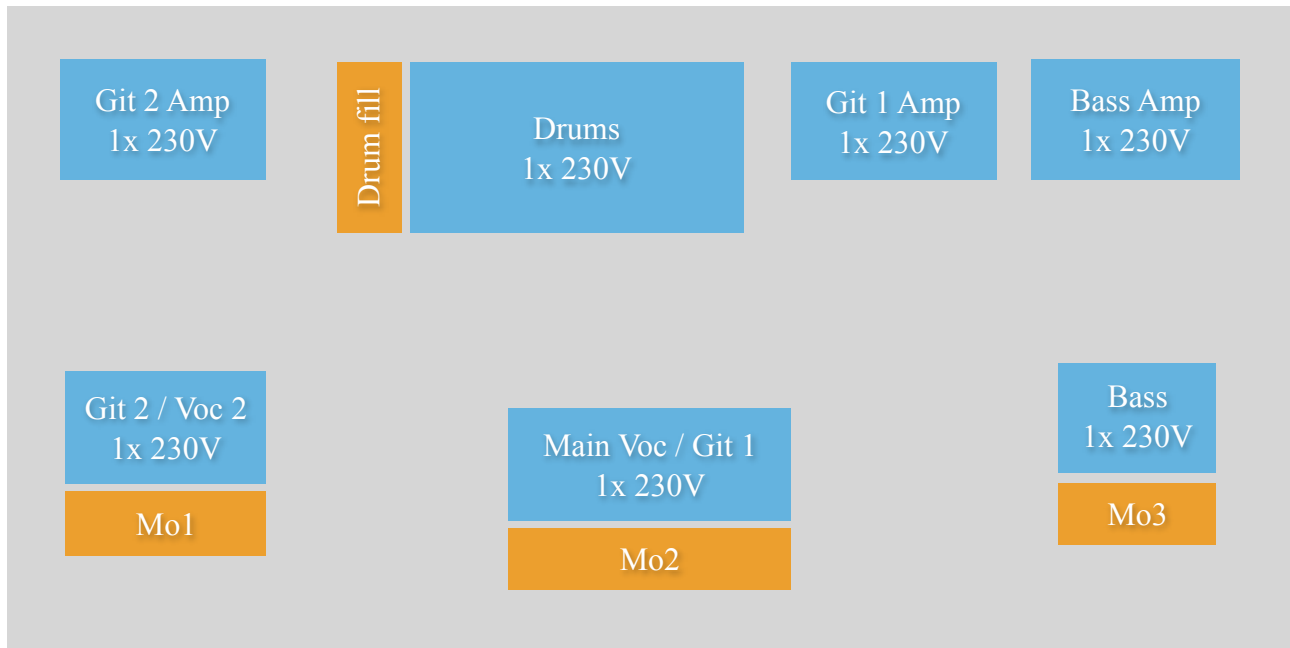 Git 2 Amp
1x 230V
Drum fill
Drums
1x 230V
Git 1 Amp
1x 230V
Bass Amp
1x 230V
Git 2 / Voc 2
1x 230V
Mo1
Main Voc / Git 1
1x 230V
Mo2
Bass
1x 230V
Mo3